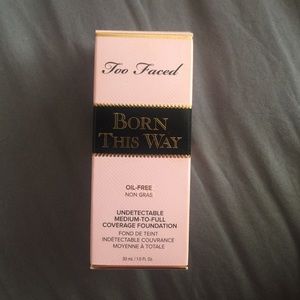 Too Faced
BORN
THIS WAY
OIL-FREE
NON GRAS
UNDETECTABLE
MEDIUM-TO-FULL
COVERAGE FOUNDATION
FOND DE TEINT
INDÉTECTABLE COUVRANCE
MOYENNE À TOTALE
30 mL / 1.0 Fl. Oz.